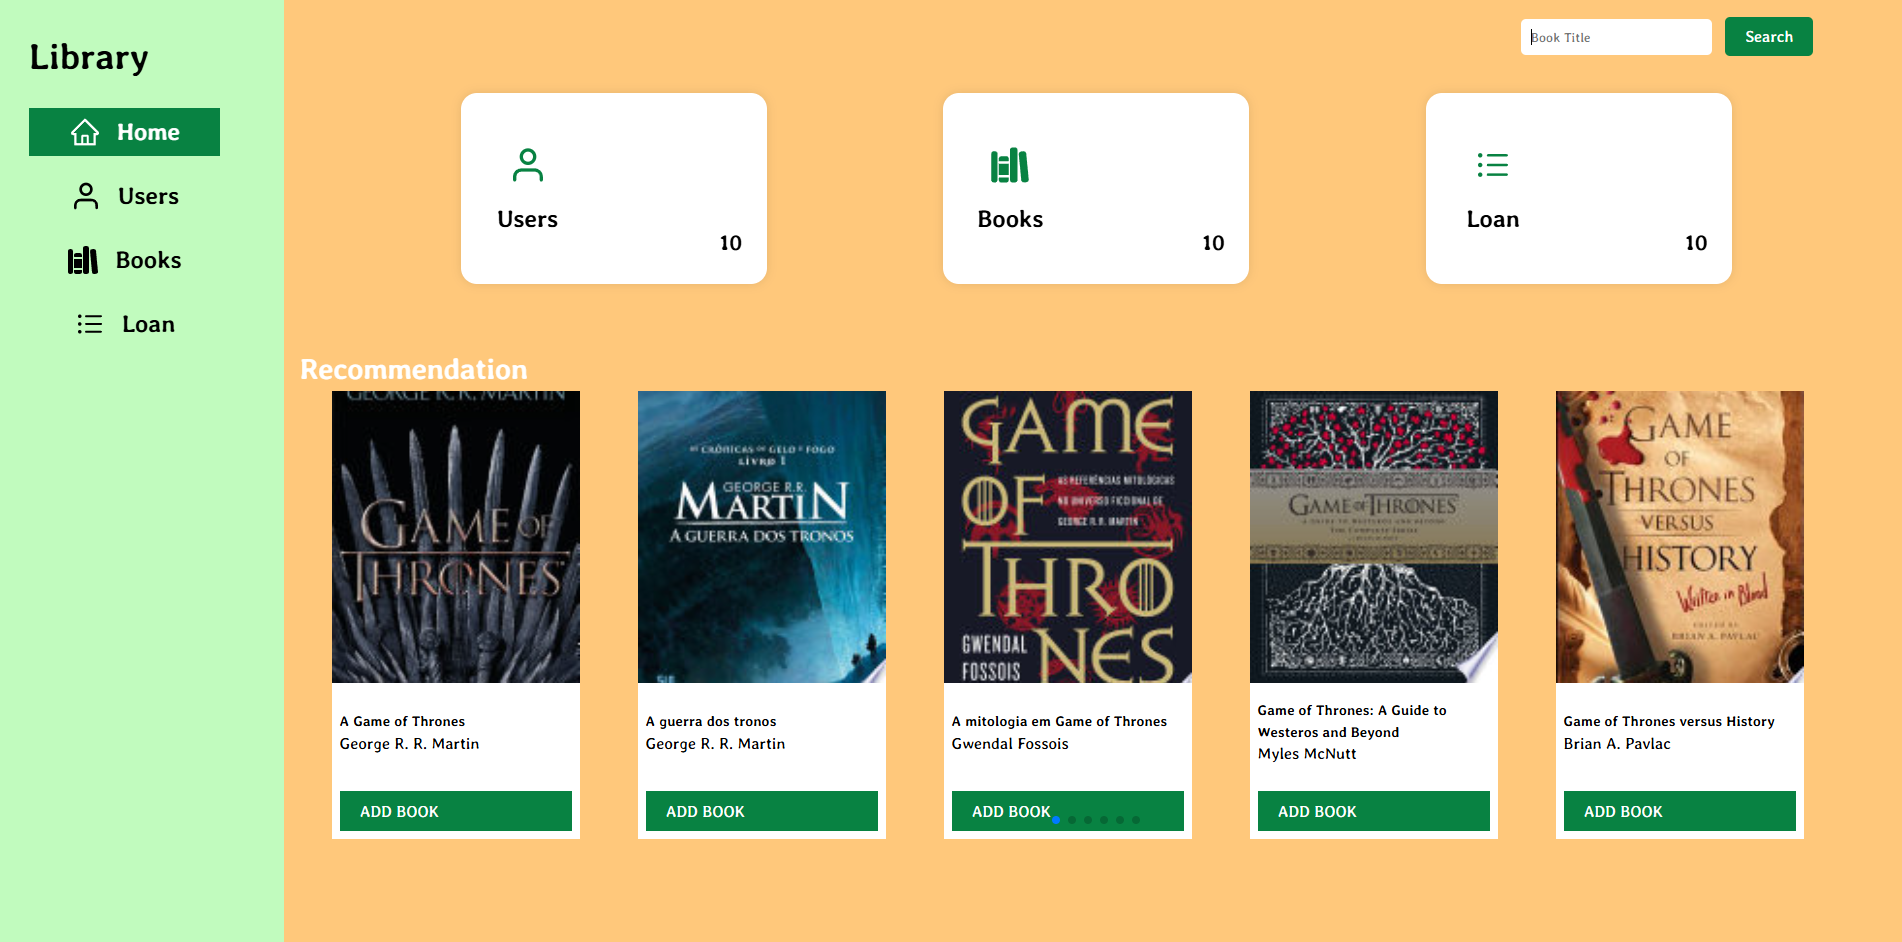 Library
Home
Users
Books
Loan
Book Title
Search
Users
10
Books
10
Loan
10
Recommendation
GEORGE R. R. MARTIN
GAME OF
THRONES
AS CRÔNICAS DE GELO E FOGO
LIVRO I
GEORGE R.R.
MARTIN
A GUERRA DOS TRONOS
GAME
OF
AS REFERÊNCIAS MITOLÓGICAS
NO UNIVERSO FICCIONAL DE
GEORGE R. R. MARTIN
THRO
NES
GWENDAL
FOSSOIS
GAME OF THRONES
A GUIDE TO WESTEROS AND BEYOND
THE COMPLETE SERIES
GAME
OF
THRONES
VERSUS
HISTORY
Written in Blood
EDITED BY
BRIAN A. PAVLAC
A Game of Thrones
George R. R. Martin
ADD BOOK
A guerra dos tronos
George R. R. Martin
ADD BOOK
A mitologia em Game of Thrones
Gwendal Fossois
ADD BOOK
Game of Thrones: A Guide to
Westeros and Beyond
Myles McNutt
ADD BOOK
Game of Thrones versus History
Brian A. Pavlac
ADD BOOK